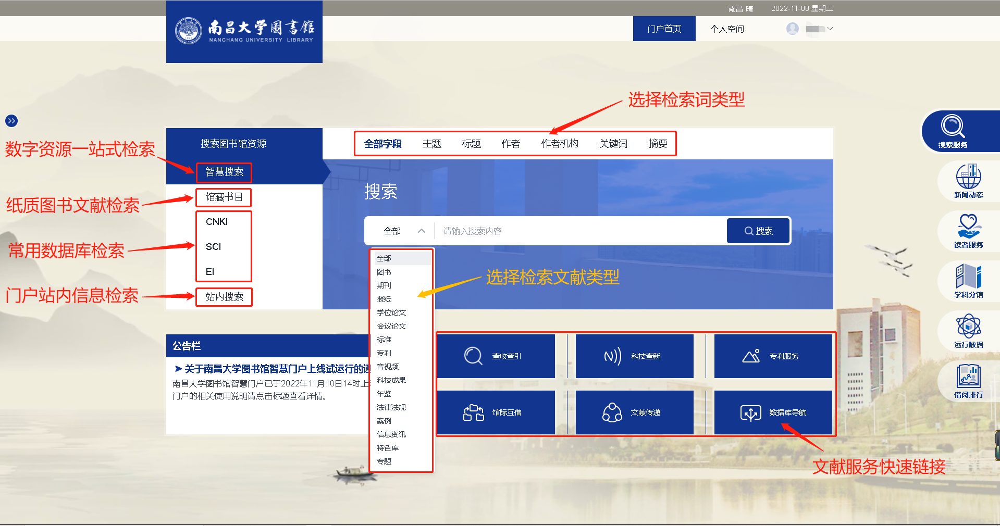 南昌 晴 2022-11-08 星期二
南昌大学圖書館
NANCHANG UNIVERSITY LIBRARY
门户首页 个人空间
选择检索词类型
搜索图书馆资源
全部字段 主题 标题 作者 作者机构 关键词 摘要
数字资源一站式检索
智慧搜索
纸质图书文献检索
馆藏书目
常用数据库检索
CNKI
SCI
EI
门户站内信息检索
站内搜索
搜索
全部 请输入搜索内容 搜索
选择检索文献类型
全部
图书
期刊
报纸
学位论文
会议论文
标准
专利
音视频
科技成果
年鉴
法律法规
案例
信息资讯
特色库
专题
公告栏
➤关于南昌大学图书馆智慧门户上线试运行的通
南昌大学图书馆智慧门户已于2022年11月10日14时上
门户的相关使用说明请点击标题查看详情。
查收查引 科技查新 专利服务
馆际互借 文献传递 数据库导航
文献服务快速链接
搜索服务
新闻动态
读者服务
学科分馆
运行数据
借阅排行